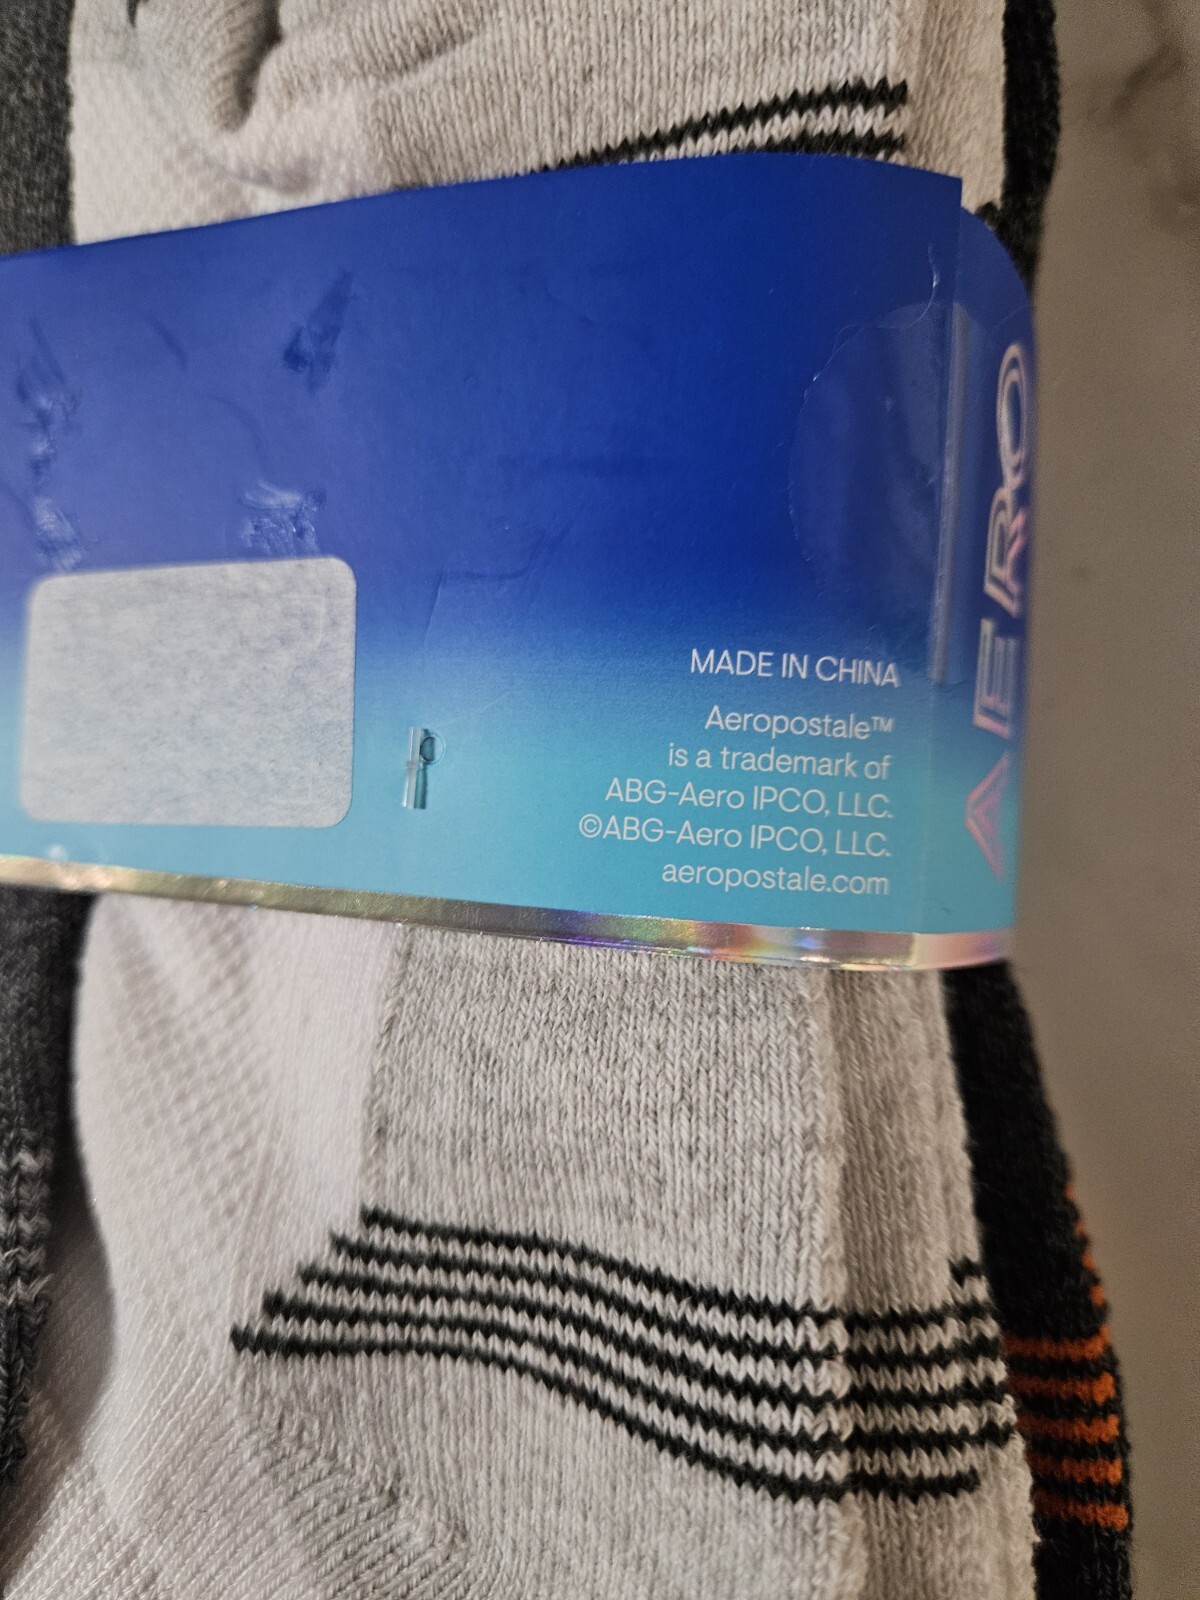 MADE IN CHINA
Aeropostale™
is a trademark of
ABG-Aero IPCO, LLC.
©ABG-Aero IPCO, LLC.
aeropostale.com
AERO